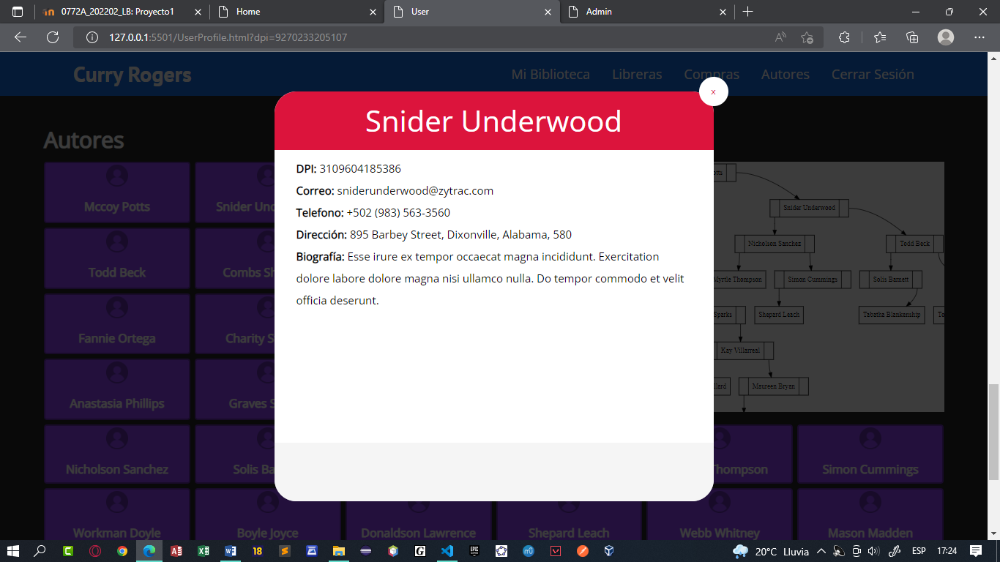 0772A_202202_LB: Proyecto1
Home
User
Admin
127.0.0.1:5501/UserProfile.html?dpi=9270233205107
Curry Rogers
Mi Biblioteca
Libreras
Compras
Autores
Cerrar Sesión
x
Snider Underwood
DPI: 3109604185386
Correo: sniderunderwood@zytrac.com
Telefono: +502 (983) 563-3560
Dirección: 895 Barbey Street, Dixonville, Alabama, 580
Biografía: Esse irure ex tempor occaecat magna incididunt. Exercitation
dolore labore dolore magna nisi ullamco nulla. Do tempor commodo et velit
officia deserunt.
Autores
Mccoy Potts
Snider
Todd Beck
Combs
Fannie Ortega
Charity
Anastasia Phillips
Graves
Nicholson Sanchez
Solis
Thompson
Simon Cummings
Workman Doyle
Boyle Joyce
Donaldson Lawrence
Shepard Leach
Webb Whitney
Mason Madden
Snider Underwood
Nicholson Sanchez
Todd Beck
Myrtle Thompson
Simon Cummings
Solis Barnett
Sparks
Shepard Leach
Tabatha Blankenship
Kay Villarreal
Maureen Bryan
20°C Lluvia
ESP
17:24